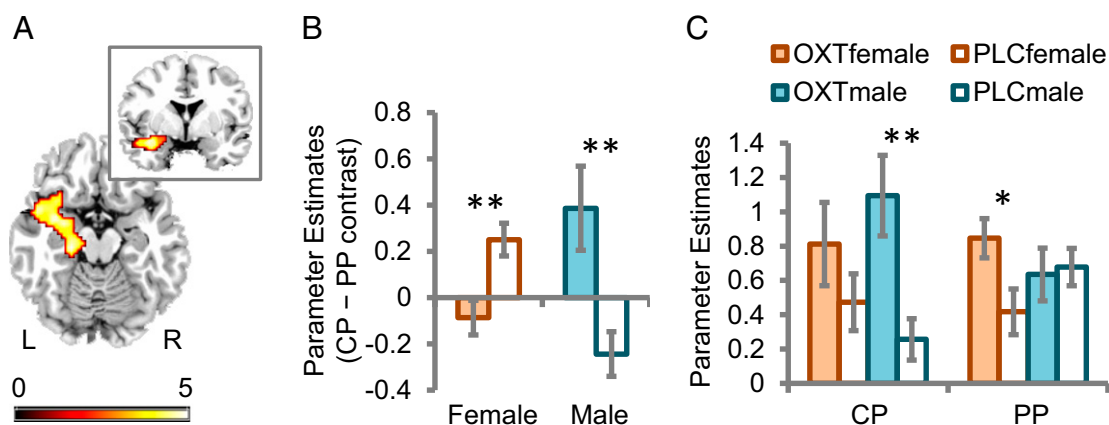 A
L
R
0 5
B
Parameter Estimates
(CP – PP contrast)
0.8
0.6
0.4
0.2
0
-0.2
-0.4
**
**
Female Male
C
OXTfemale PLCfemale
OXTmale PLCmale
Parameter Estimates
1.4
1.2
1
0.8
0.6
0.4
0.2
0
**
*
CP PP